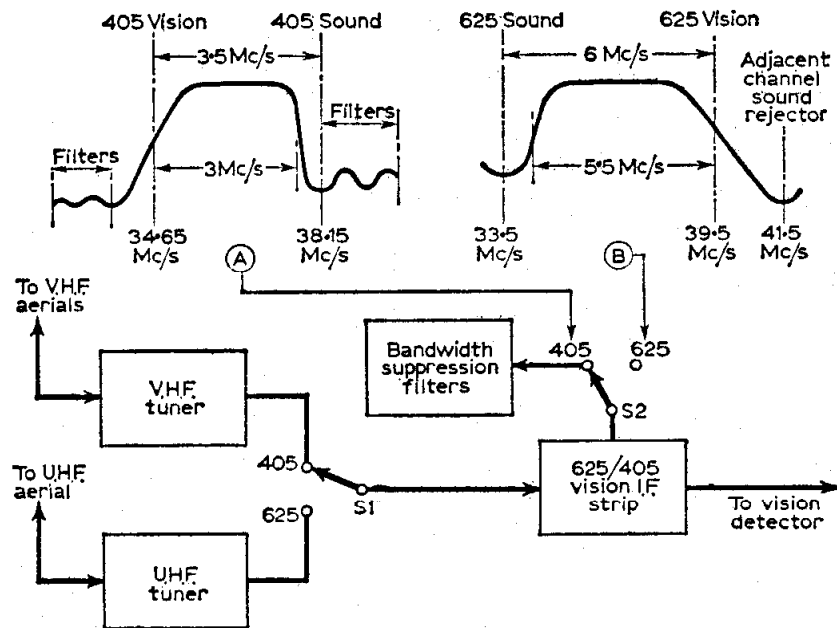 405 Vision
405 Sound
625 Sound
625 Vision
3·5 Mc/s
6 Mc/s
Adjacent
channel
sound
rejector
Filters
Filters
3Mc/s
5·5 Mc/s
34·65
Mc/s
38·15
Mc/s
33·5
Mc/s
39·5
Mc/s
41·5
Mc/s
A
B
To V.H.F.
aerials
V.H.F.
tuner
Bandwidth
suppression
filters
405
625
S2
405
To U.H.F.
aerial
625
S1
625/405
vision I.F.
strip
To vision
detector
U.H.F.
tuner